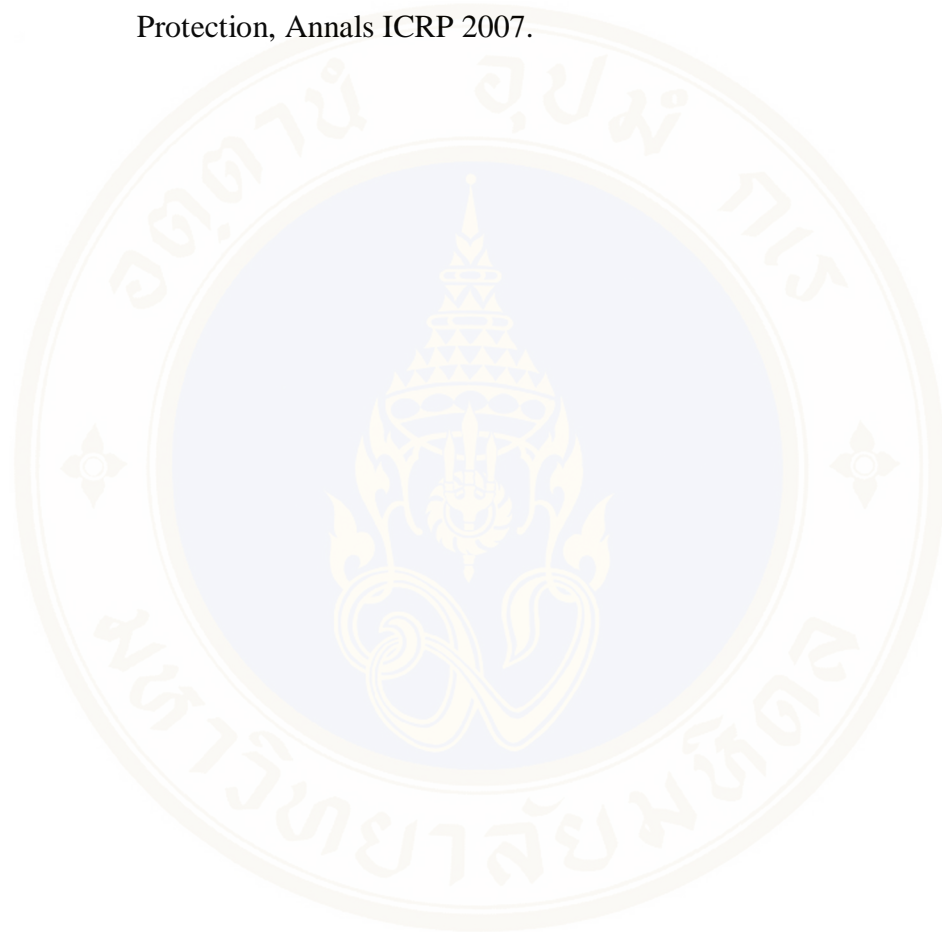 Protection, Annals ICRP 2007.
อตฺตานํ อุปมํ กเร
มหาวิทยาลัยมหิดล